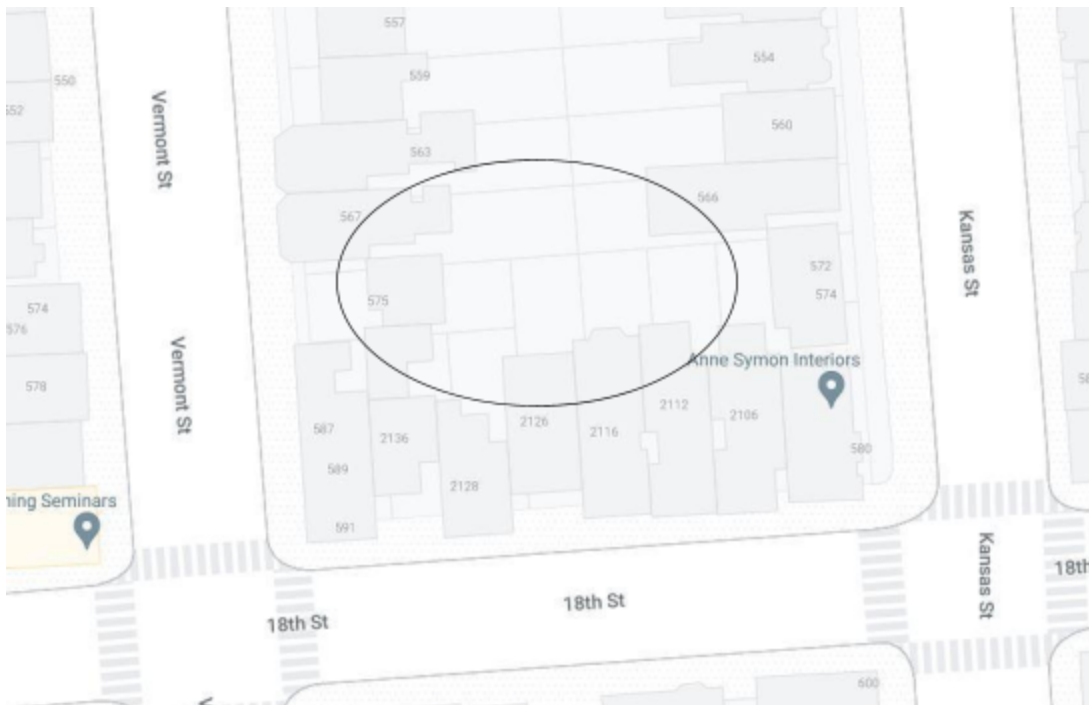 557
554
550
559
552
Vermont St
560
563
566
567
Kansas St
572
575
574
574
576
Vermont St
Anne Symon Interiors
578
2112
2106
2126
587
2116
2136
580
589
2128
ning Seminars
591
Kansas St
18th
18th St
18th St
600